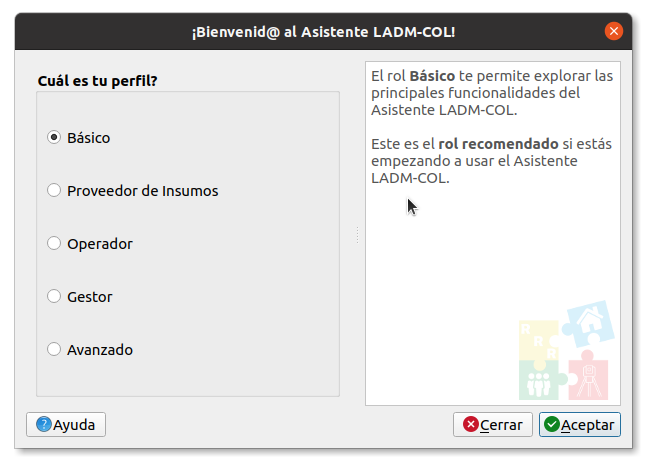 ¡Bienvenid@ al Asistente LADM-COL!
Cuál es tu perfil?
Básico
Proveedor de Insumos
Operador
Gestor
Avanzado
El rol Básico te permite explorar las
principales funcionalidades del
Asistente LADM-COL.
Este es el rol recomendado si estás
empezando a usar el Asistente
LADM-COL.
R
R
R
Ayuda
Cerrar
Aceptar